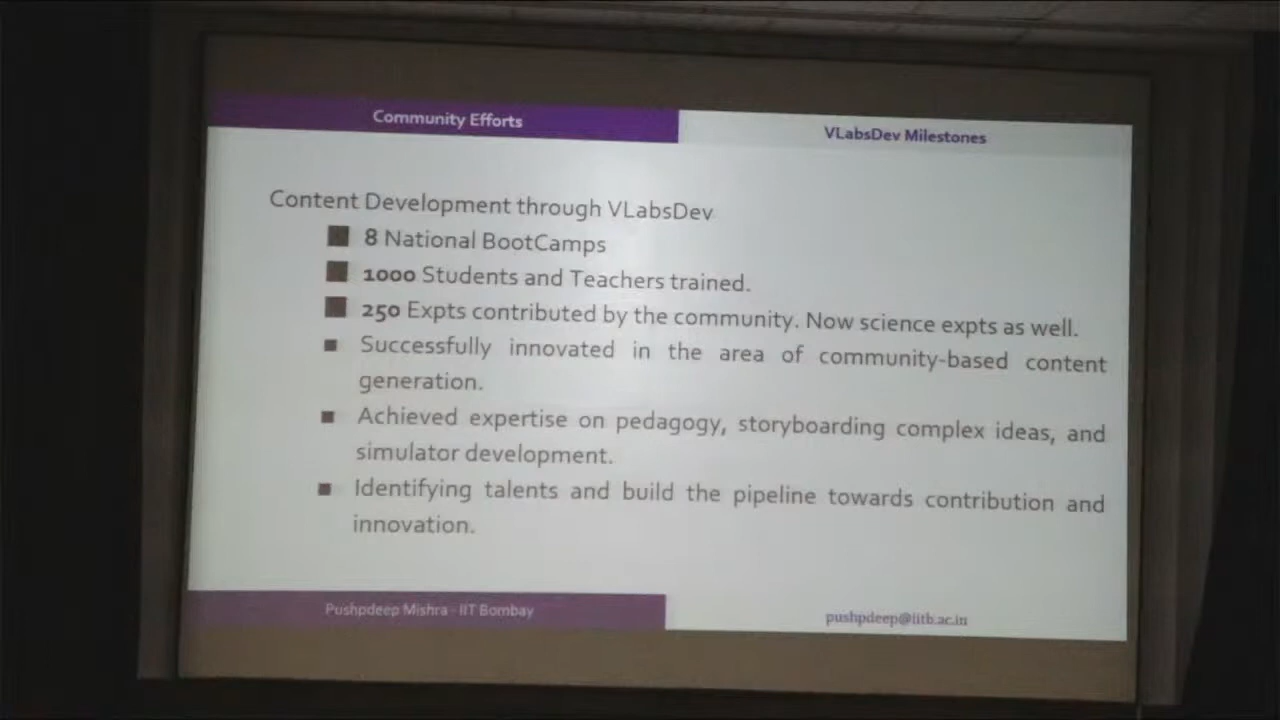 Community Efforts
VLabsDev Milestones
Content Development through VLabsDev
8 National BootCamps
1000 Students and Teachers trained.
250 Expts contributed by the community. Now science expts as well.
Successfully innovated in the area of community-based content
generation.
Achieved expertise on pedagogy, storyboarding complex ideas, and
simulator development.
Identifying talents and build the pipeline towards contribution and
innovation.
Pushpdeep Mishra - IIT Bombay
pushpdeep@iitb.ac.in